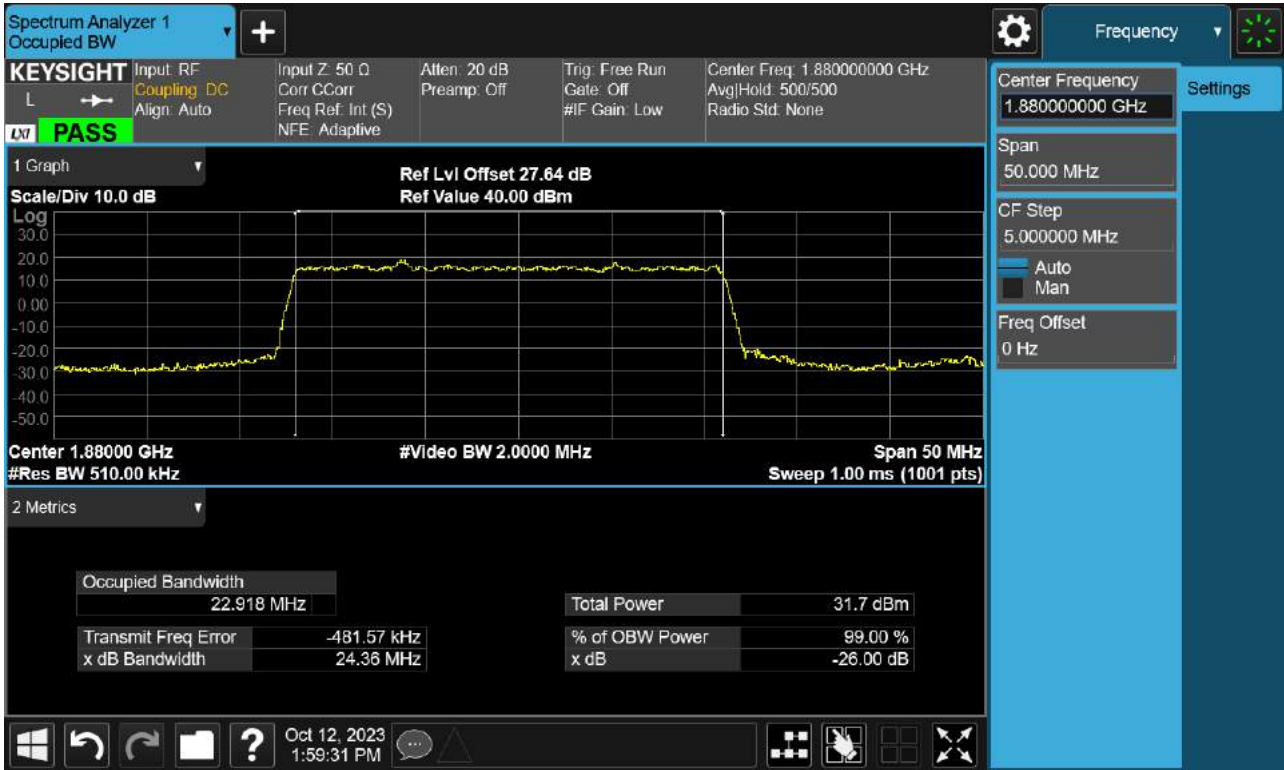 Spectrum Analyzer 1
Occupied BW
+
Frequency
KEYSIGHT
L
LXI
PASS
Input: RF
Coupling: DC
Align: Auto
Input Z: 50 Ω
Corr CCorr
Freq Ref: Int (S)
NFE: Adaptive
Atten: 20 dB
Preamp: Off
Trig: Free Run
Gate: Off
#IF Gain: Low
Center Freq: 1.880000000 GHz
Avg|Hold: 500/500
Radio Std: None
Center Frequency
1.880000000 GHz
Settings
Span
50.000 MHz
CF Step
5.000000 MHz
Auto
Man
Freq Offset
0 Hz
1 Graph
Scale/Div 10.0 dB
Ref Lvl Offset 27.64 dB
Ref Value 40.00 dBm
Log
30.0
20.0
10.0
0.00
-10.0
-20.0
-30.0
-40.0
-50.0
Center 1.88000 GHz
#Video BW 2.0000 MHz
Span 50 MHz
#Res BW 510.00 kHz
Sweep 1.00 ms (1001 pts)
2 Metrics
Occupied Bandwidth
22.918 MHz
Total Power 31.7 dBm
Transmit Freq Error -481.57 kHz
% of OBW Power 99.00 %
x dB Bandwidth 24.36 MHz
x dB -26.00 dB
?
Oct 12, 2023
1:59:31 PM